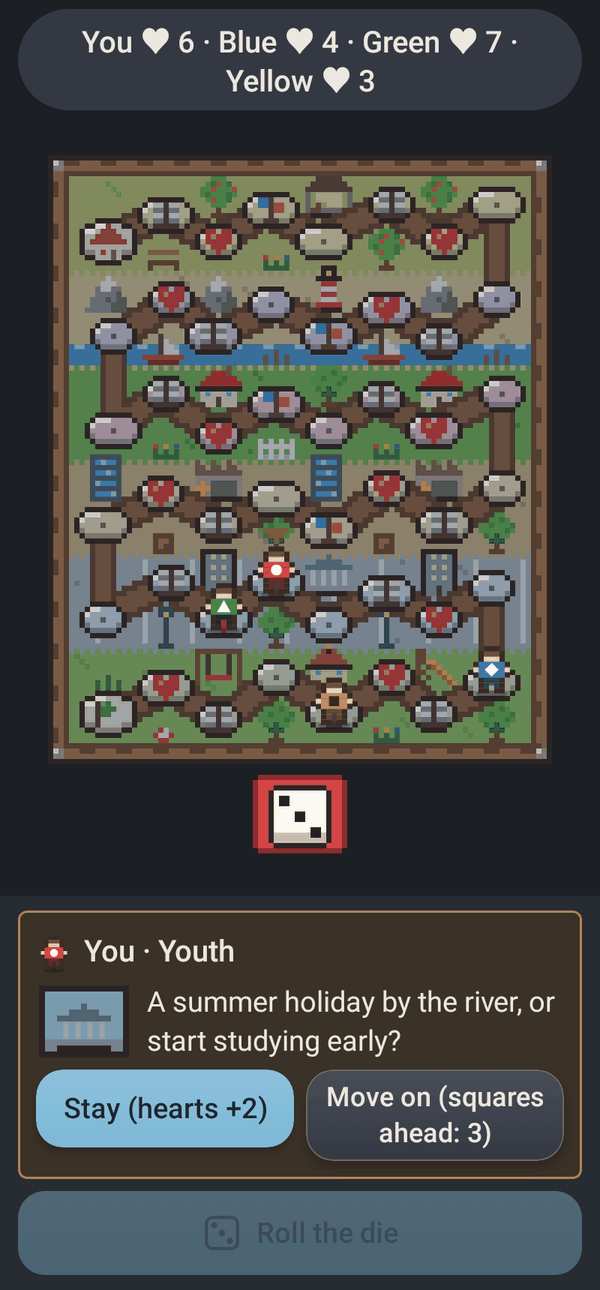 You ♥ 6 · Blue ♥ 4 · Green ♥ 7 ·
Yellow ♥ 3
You · Youth
A summer holiday by the river, or
start studying early?
Stay (hearts +2)
Move on (squares
ahead: 3)
Roll the die